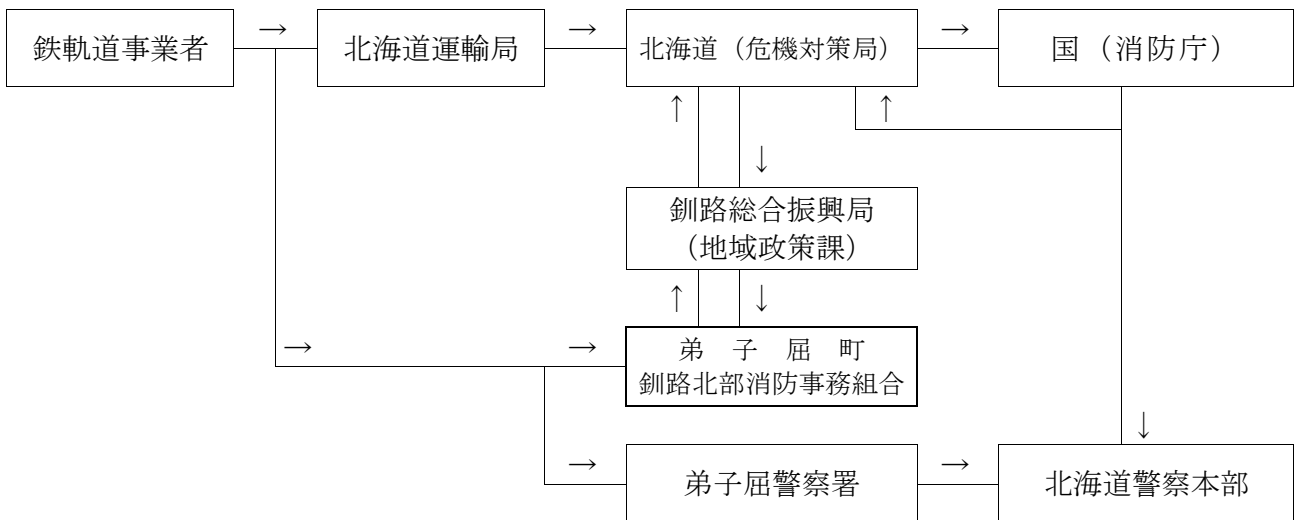 鉄軌道事業者
→
北海道運輸局
→
北海道（危機対策局）
→
国（消防庁）
↑
↓
↑
釧路総合振興局
（地域政策課）
↑
↓
→
→
弟　子　屈　町
釧路北部消防事務組合
→
弟子屈警察署
→
↓
北海道警察本部